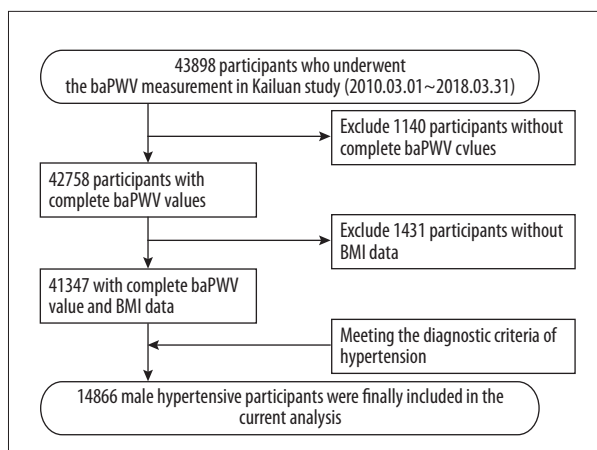 43898 participants who underwent
the baPWV measurement in Kailuan study (2010.03.01~2018.03.31)
Exclude 1140 participants without
complete baPWV cvlues
42758 participants with
complete baPWV values
Exclude 1431 participants without
BMI data
41347 with complete baPWV
value and BMI data
Meeting the diagnostic criteria of
hypertension
14866 male hypertensive participants were finally included in the
current analysis